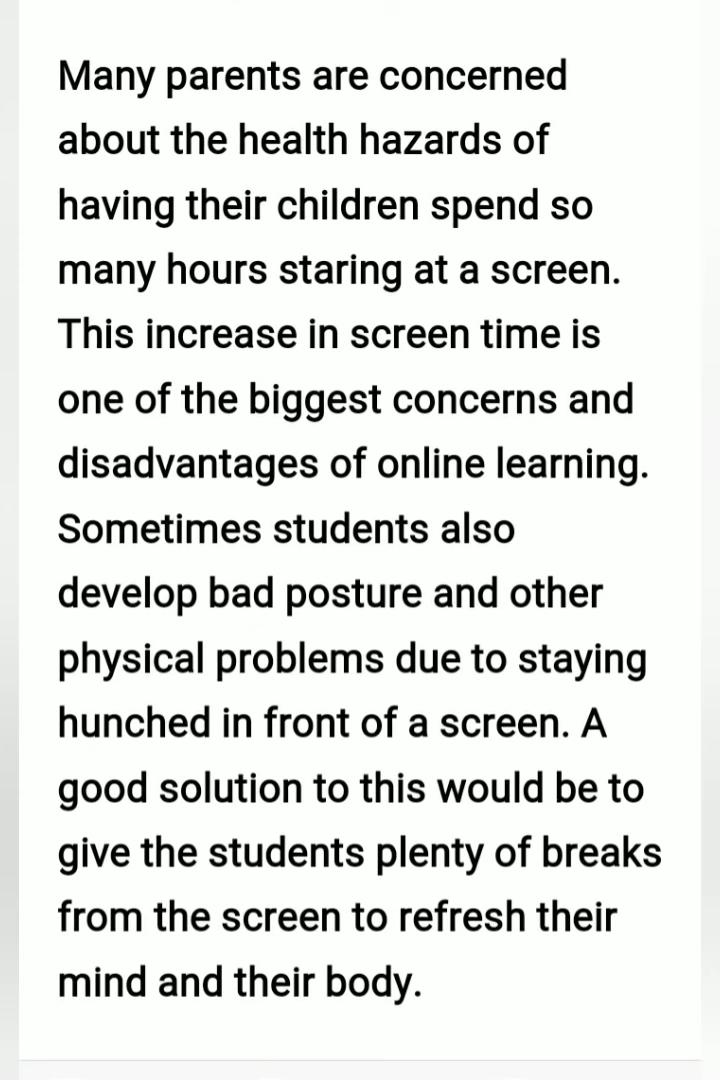 Many parents are concerned
about the health hazards of
having their children spend so
many hours staring at a screen.
This increase in screen time is
one of the biggest concerns and
disadvantages of online learning.
Sometimes students also
develop bad posture and other
physical problems due to staying
hunched in front of a screen. A
good solution to this would be to
give the students plenty of breaks
from the screen to refresh their
mind and their body.